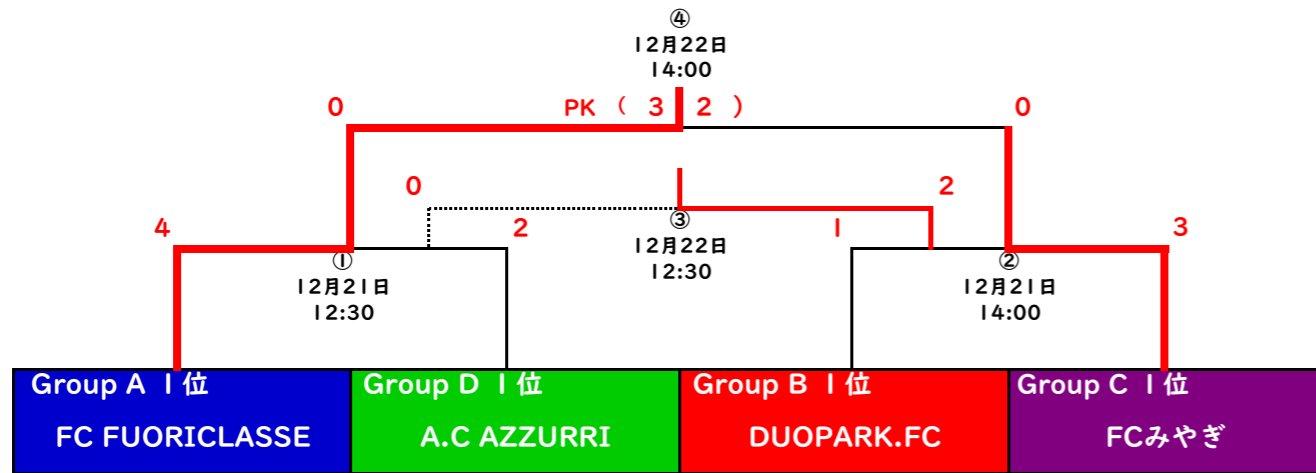 ④
12月22日
14:00
0 PK ( 3 2 ) 0
0 2
4 2 ③ 1 3
① 12月22日 ②
12月21日 12:30 12月21日
12:30 14:00
Group A 1位 Group D 1位 Group B 1位 Group C 1位
FC FUORICLASSE A.C AZZURRI DUOPARK.FC FCみやぎ